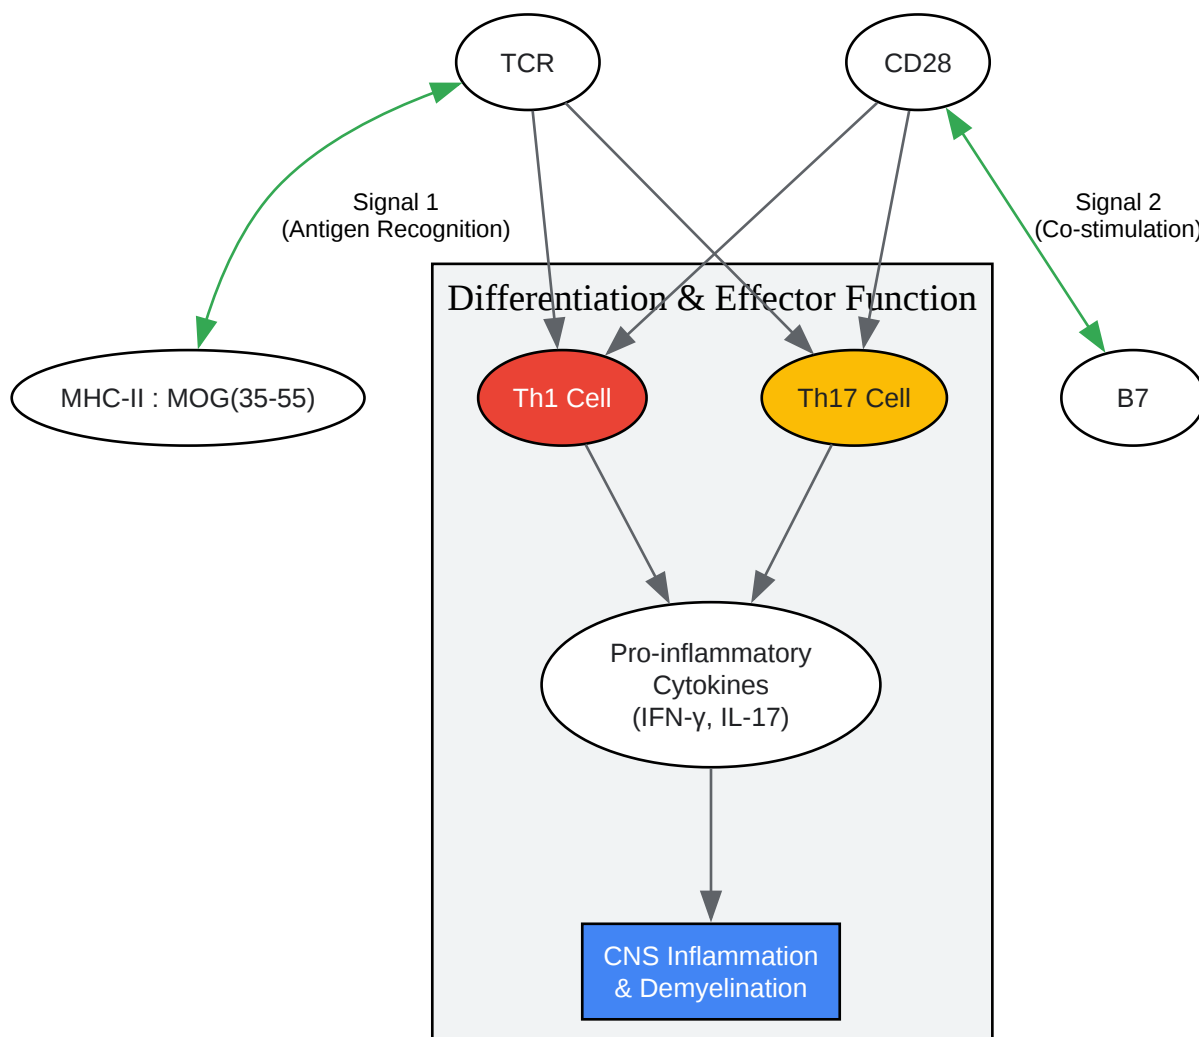 TCR
CD28
Signal 1
(Antigen Recognition)
Signal 2
(Co-stimulation)
Differentiation & Effector Function
MHC-II : MOG(35-55)
Th1 Cell
Th17 Cell
B7
Pro-inflammatory
Cytokines
(IFN-γ, IL-17)
CNS Inflammation
& Demyelination